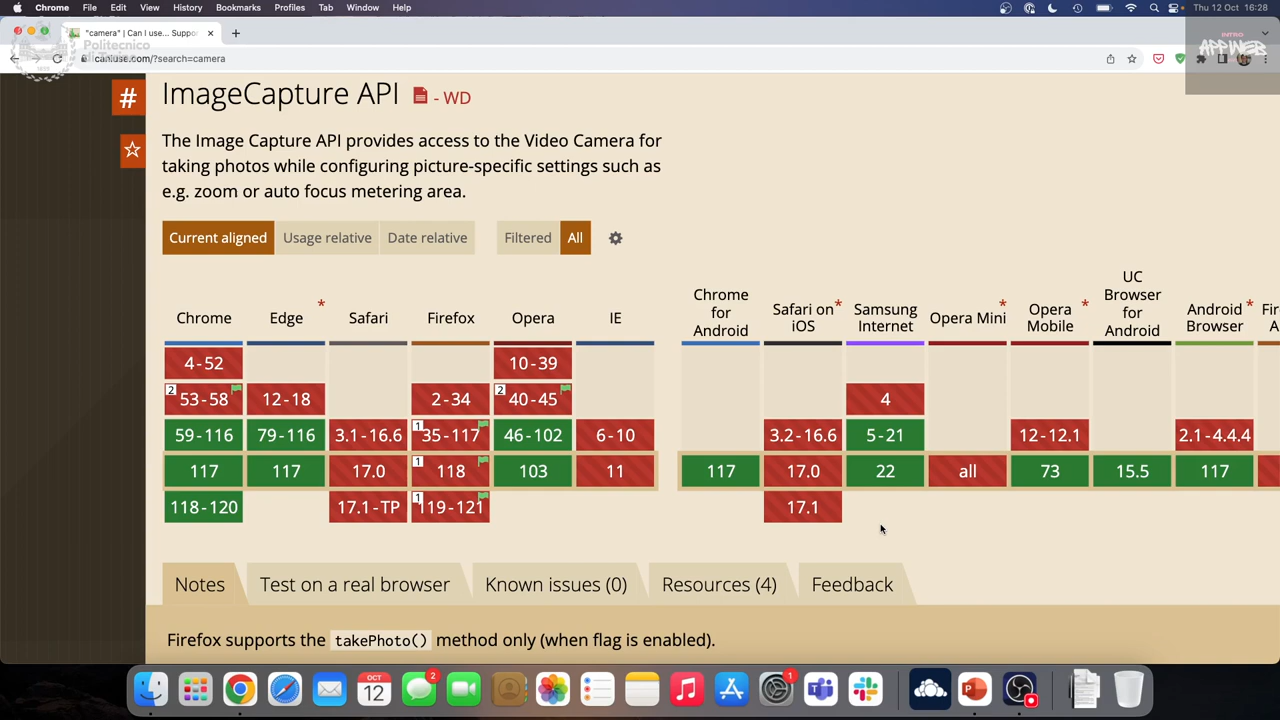 Chrome File Edit View History Bookmarks Profiles Tab Window Help
Thu 12 Oct 16:28
"camera" | Can I use... Suppo
Politecnico
di Torino
1859
caniuse.com/?search=camera
INTRO
APPWEB
# ImageCapture API - WD
The Image Capture API provides access to the Video Camera for
taking photos while configuring picture-specific settings such as
e.g. zoom or auto focus metering area.
Current aligned Usage relative Date relative Filtered All
Chrome Edge * Safari Firefox Opera IE Chrome for Android Safari on iOS * Samsung Internet Opera Mini * Opera Mobile * UC Browser for Android Android Browser *
4-52 10-39
2 53-58 12-18 2-34 2 40-45 4
59-116 79-116 3.1-16.6 1 35-117 46-102 6-10 3.2-16.6 5-21 12-12.1 2.1-4.4.4
117 117 17.0 1 118 103 11 117 17.0 22 all 73 15.5 117
118-120 17.1-TP 1 119-121 17.1
Notes Test on a real browser Known issues (0) Resources (4) Feedback
Firefox supports the takePhoto() method only (when flag is enabled).
OCT
12
2
1